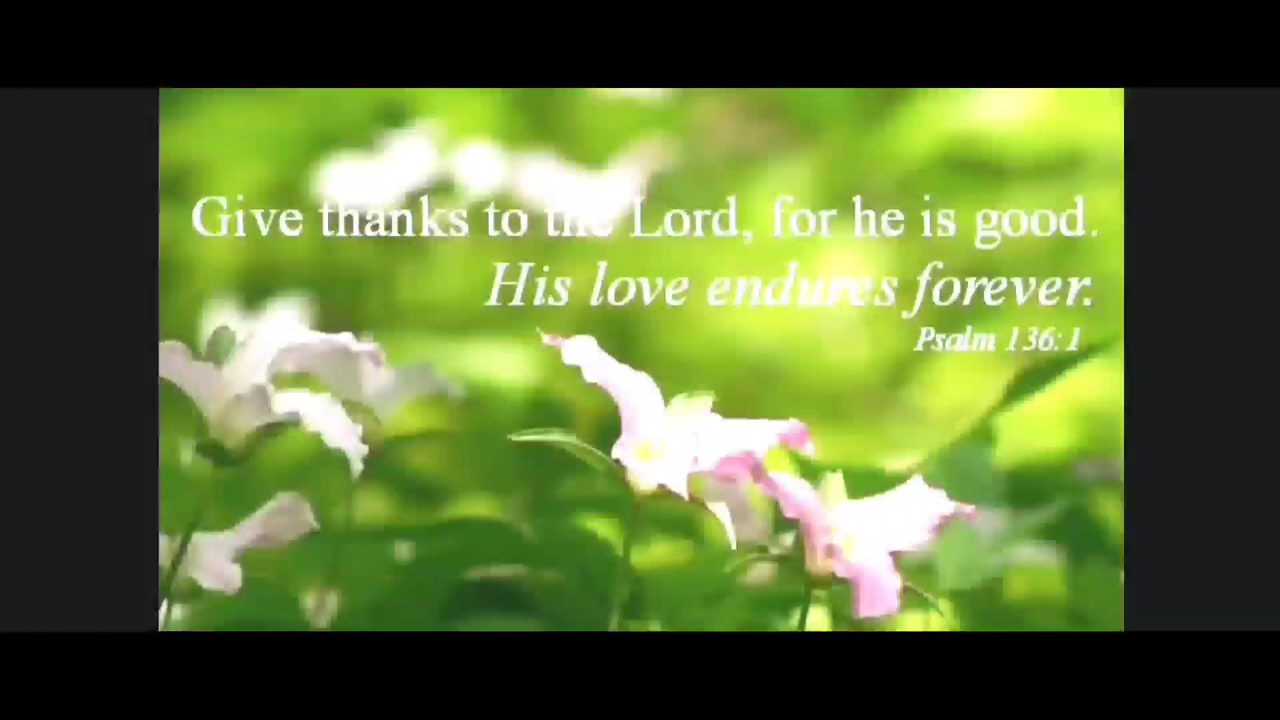 Give thanks to the Lord, for he is good.
His love endures forever.
Psalm 136:1